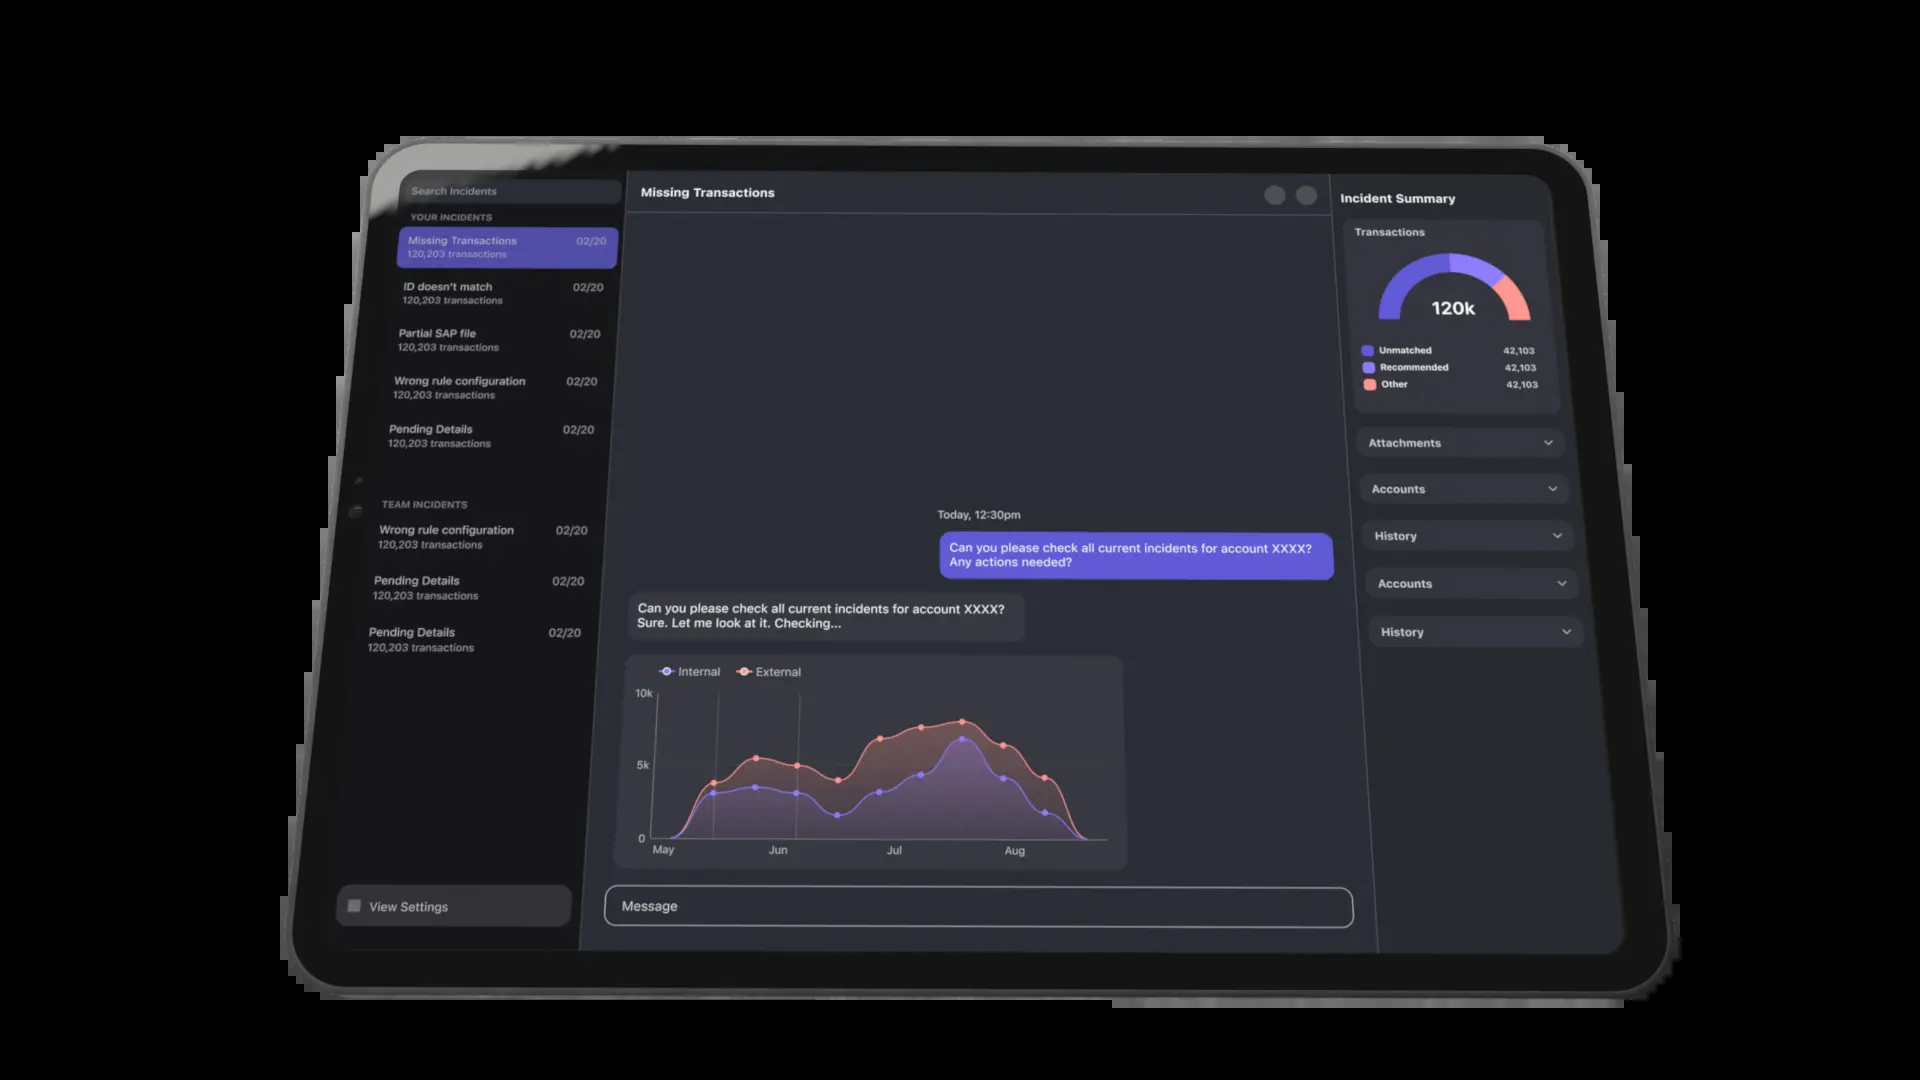 Search Incidents
YOUR INCIDENTS
Missing Transactions 02/20
120,203 transactions
ID doesn't match 02/20
120,203 transactions
Partial SAP file 02/20
120,203 transactions
Wrong rule configuration 02/20
120,203 transactions
Pending Details 02/20
120,203 transactions
TEAM INCIDENTS
Wrong rule configuration 02/20
120,203 transactions
Pending Details 02/20
120,203 transactions
Pending Details 02/20
120,203 transactions
View Settings
Missing Transactions
Today, 12:30pm
Can you please check all current incidents for account XXXX?
Any actions needed?
Can you please check all current incidents for account XXXX?
Sure. Let me look at it. Checking...
Internal External
10k
5k
0
May Jun Jul Aug
Message
Incident Summary
Transactions
120k
Unmatched 42,103
Recommended 42,103
Other 42,103
Attachments
Accounts
History
Accounts
History